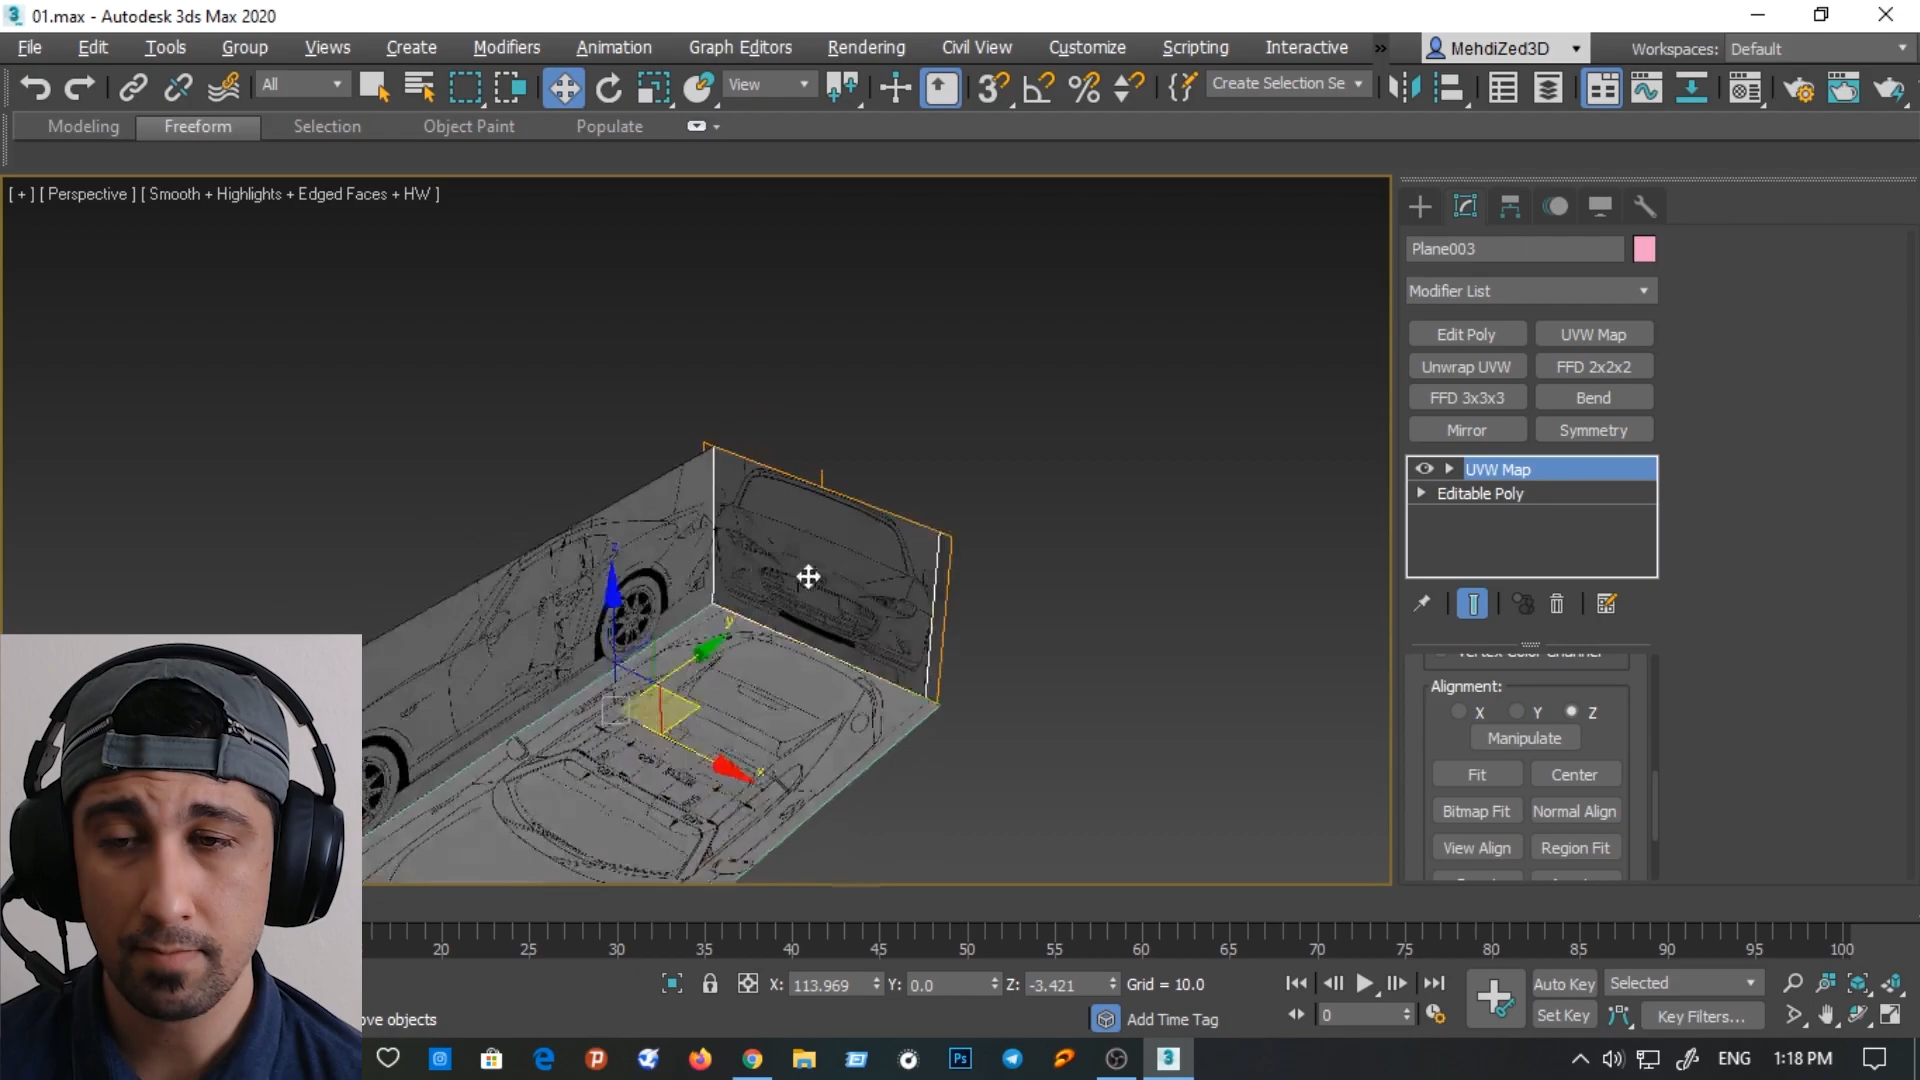 01.max - Autodesk 3ds Max 2020
File Edit Tools Group Views Create Modifiers Animation Graph Editors Rendering Civil View Customize Scripting Interactive MehdiZed3D Workspaces: Default
All View Create Selection Se
Modeling Freeform Selection Object Paint Populate
[ + ] [ Perspective ] [ Smooth + Highlights + Edged Faces + HW ]
Plane003
Modifier List
Edit Poly UVW Map
Unwrap UVW FFD 2x2x2
FFD 3x3x3 Bend
Mirror Symmetry
UVW Map
Editable Poly
Vertex Color Channel
Alignment:
X Y Z
Manipulate
Fit Center
Bitmap Fit Normal Align
View Align Region Fit
z
y
x
20 25 30 35 40 45 50 55 60 65 70 75 80 85 90 95 100
X: 113.969 Y: 0.0 Z: -3.421 Grid = 10.0 Auto Key Selected
ove objects Add Time Tag 0 Set Key Key Filters...
Ps 3 ENG 1:18 PM